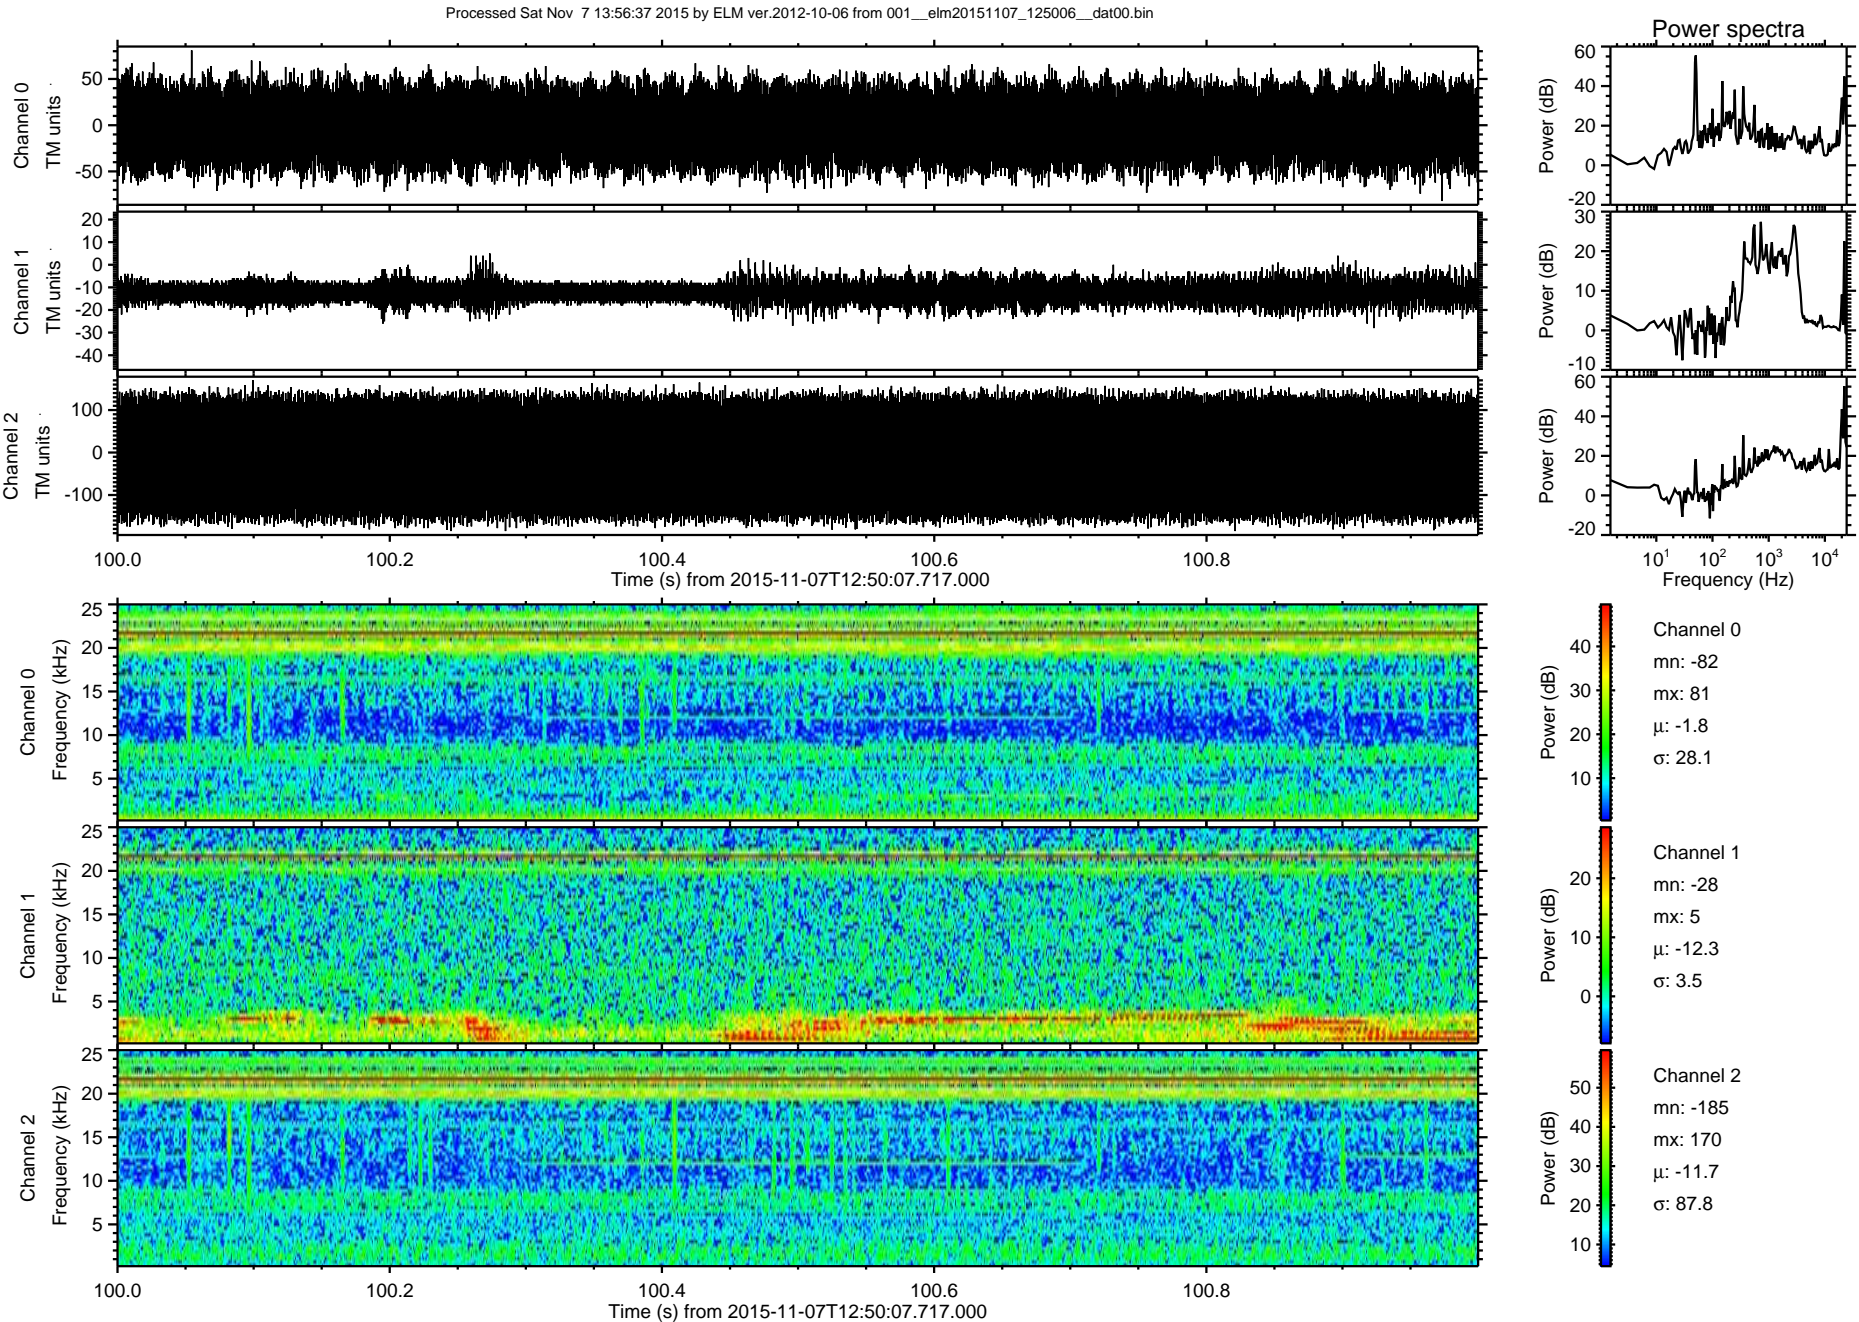 Processed Sat Nov 7 13:56:37 2015 by ELM ver.2012-10-06 from 001__elm20151107_125006__dat00.bin
Power spectra
Channel 0
TM units
50
0
-50
Power (dB)
60
40
20
0
-20
Channel 1
TM units
20
10
0
-10
-20
-30
-40
Power (dB)
30
20
10
0
-10
Channel 2
TM units
100
0
-100
Power (dB)
60
40
20
0
-20
100.0 100.2 100.4 100.6 100.8
Time (s) from 2015-11-07T12:50:07.717.000
10¹ 10² 10³ 10⁴
Frequency (Hz)
Channel 0
Frequency (kHz)
25
20
15
10
5
Power (dB)
40
30
20
10
Channel 0
mn: -82
mx: 81
μ: -1.8
σ: 28.1
Channel 1
Frequency (kHz)
25
20
15
10
5
Power (dB)
20
10
0
Channel 1
mn: -28
mx: 5
μ: -12.3
σ: 3.5
Channel 2
Frequency (kHz)
25
20
15
10
5
Power (dB)
50
40
30
20
10
Channel 2
mn: -185
mx: 170
μ: -11.7
σ: 87.8
100.0 100.2 100.4 100.6 100.8
Time (s) from 2015-11-07T12:50:07.717.000